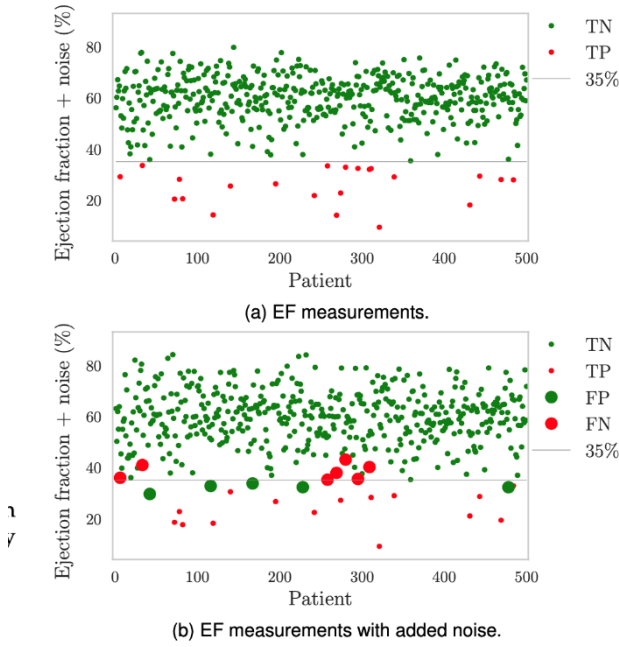 Ejection fraction + noise (%)
80
60
40
20
0
100
200
300
400
500
Patient
TN
TP
35%
(a) EF measurements.
Ejection fraction + noise (%)
80
60
40
20
0
100
200
300
400
500
Patient
TN
TP
FP
FN
35%
(b) EF measurements with added noise.
y